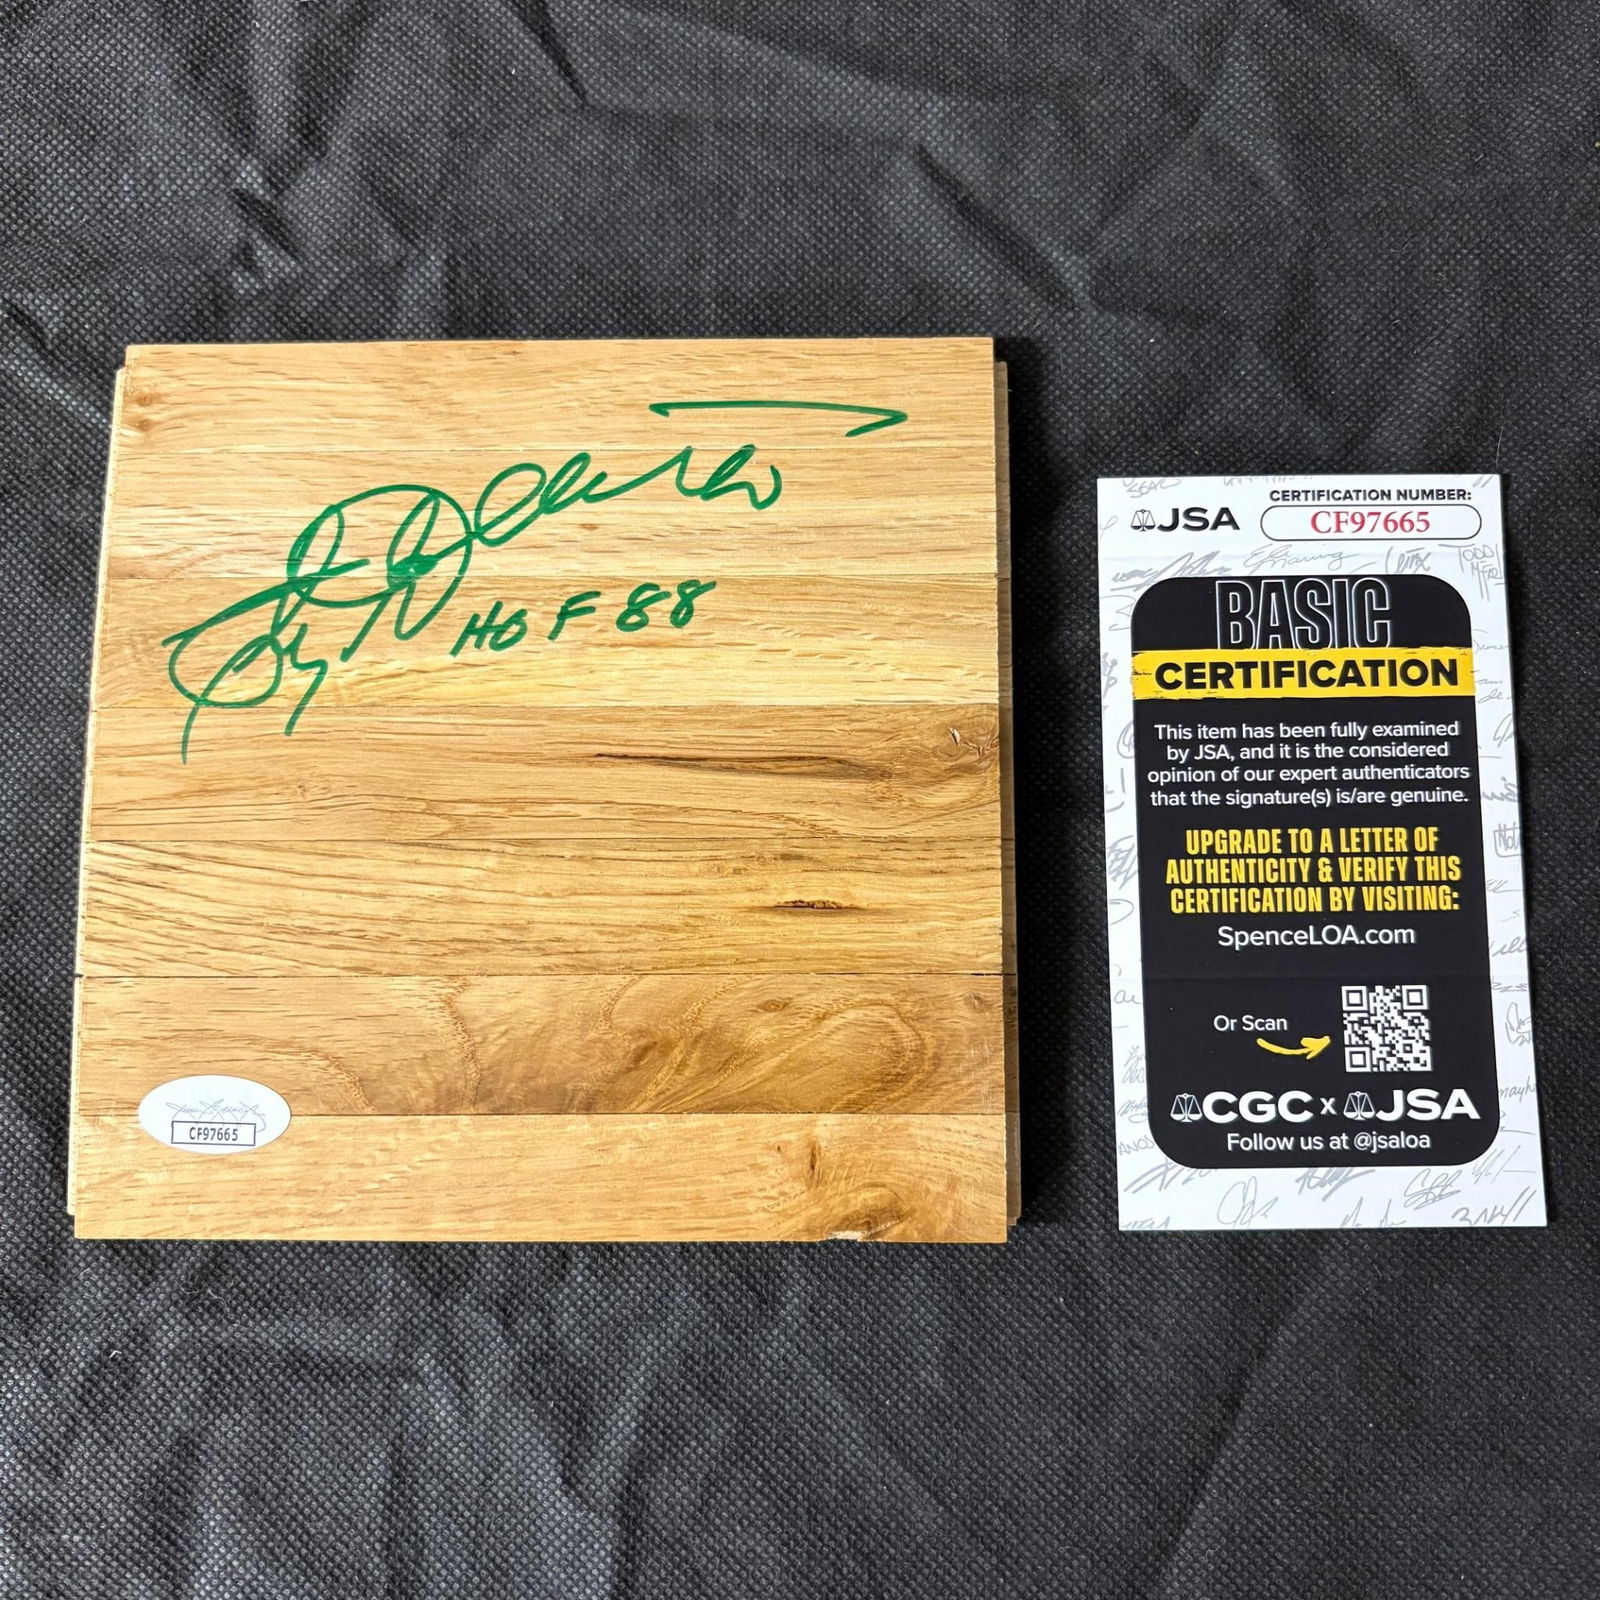 HOF 88
CF97665
JSA
CERTIFICATION NUMBER:
CF97665
BASIC
CERTIFICATION
This item has been fully examined
by JSA, and it is the considered
opinion of our expert authenticators
that the signature(s) is/are genuine.
UPGRADE TO A LETTER OF
AUTHENTICITY & VERIFY THIS
CERTIFICATION BY VISITING:
SpenceLOA.com
Or Scan
CGC x JSA
Follow us at @jsaloa